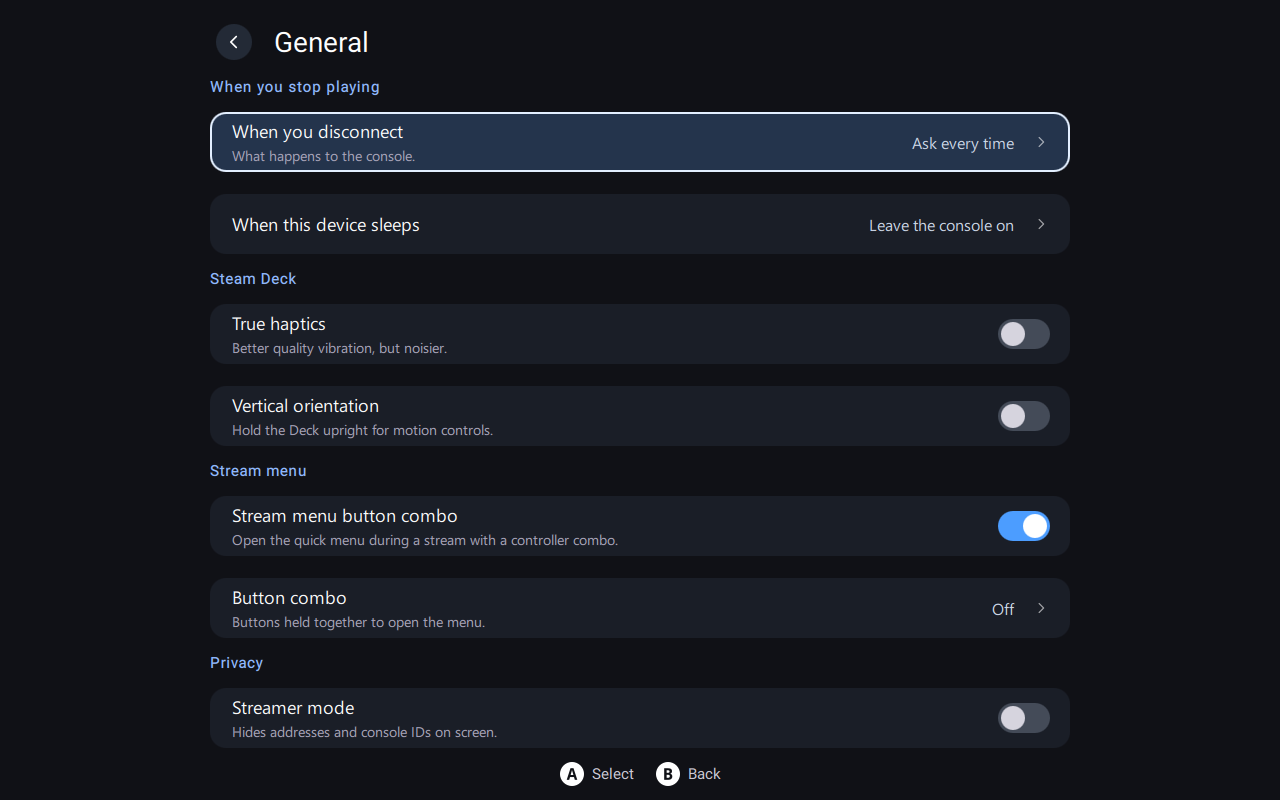 General
When you stop playing
When you disconnect
What happens to the console.
Ask every time
When this device sleeps
Leave the console on
Steam Deck
True haptics
Better quality vibration, but noisier.
Vertical orientation
Hold the Deck upright for motion controls.
Stream menu
Stream menu button combo
Open the quick menu during a stream with a controller combo.
Button combo
Buttons held together to open the menu.
Off
Privacy
Streamer mode
Hides addresses and console IDs on screen.
A Select B Back